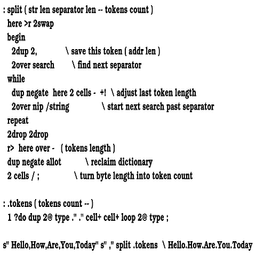 : split ( str len separator len -- tokens count )
here >r 2swap
begin
2dup 2, \ save this token ( addr len )
2over search \ find next separator
while
dup negate here 2 cells - +! \ adjust last token length
2over nip /string \ start next search past separator
repeat
2drop 2drop
r> here over - ( tokens length )
dup negate allot \ reclaim dictionary
2 cells / ; \ turn byte length into token count
: .tokens ( tokens count -- )
1 ?do dup 2@ type ." ." cell+ cell+ loop 2@ type ;
s" Hello,How,Are,You,Today" s" ," split .tokens \ Hello.How.Are.You.Today